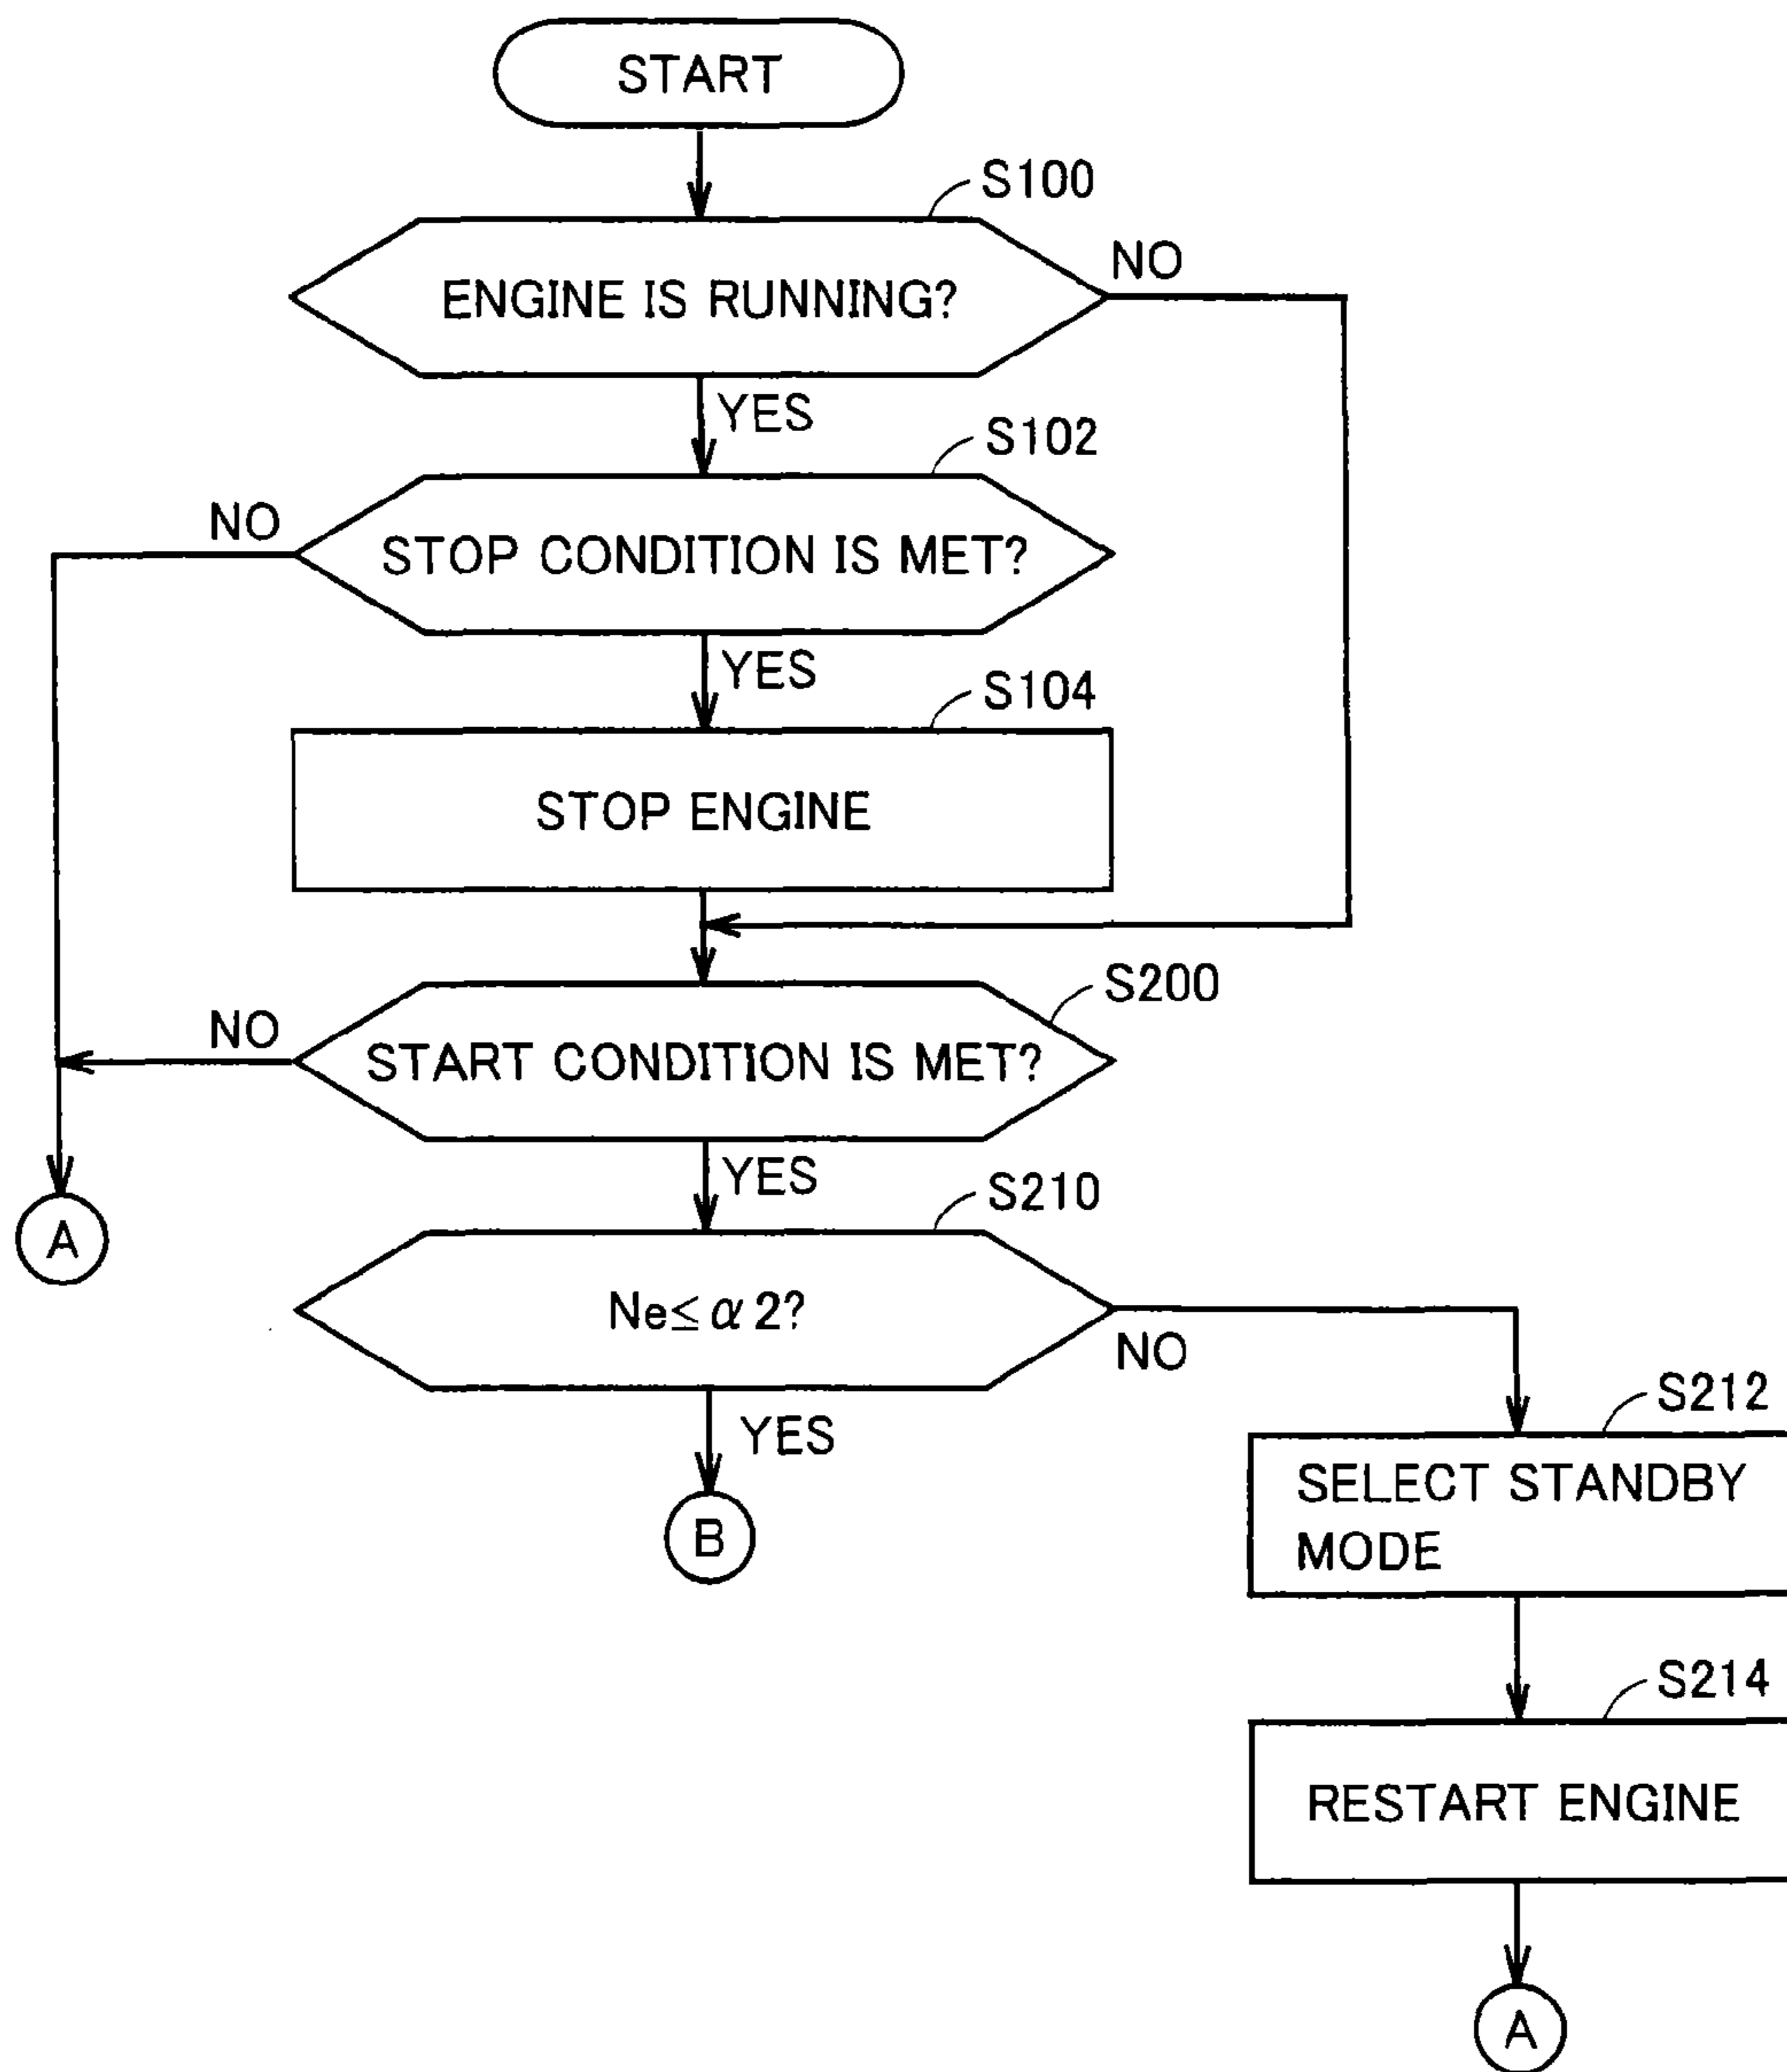 START
S100
ENGINE IS RUNNING?
NO
YES
S102
NO
STOP CONDITION IS MET?
YES
S104
STOP ENGINE
S200
NO
START CONDITION IS MET?
YES
S210
A
Ne≦α2?
NO
YES
S212
SELECT STANDBY
MODE
B
S214
RESTART ENGINE
A